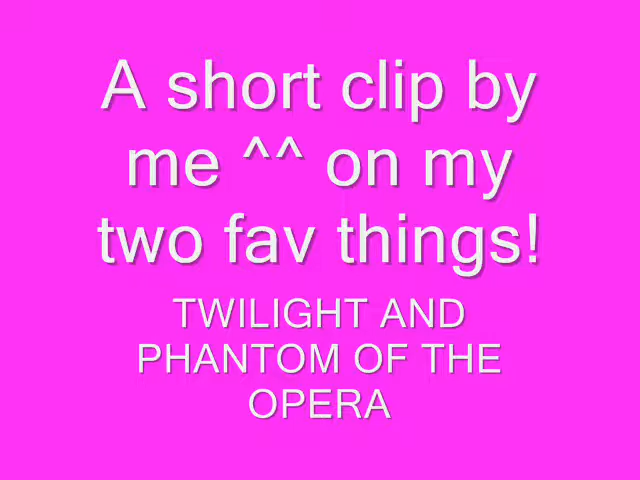 A short clip by
me ^^ on my
two fav things!
TWILIGHT AND
PHANTOM OF THE
OPERA